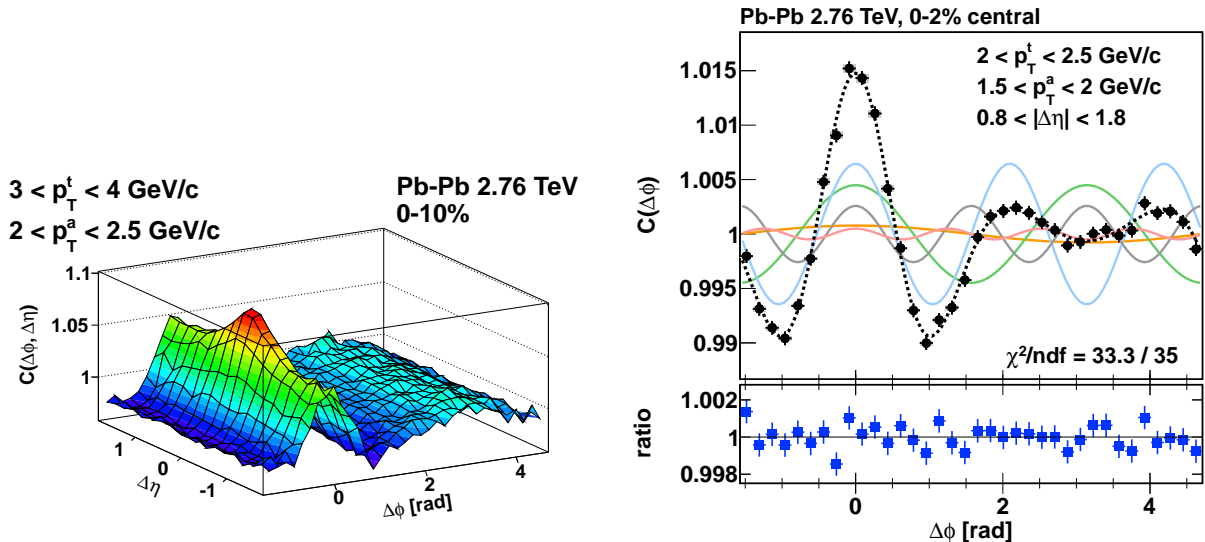 3 < p_T^t < 4 GeV/c
2 < p_T^a < 2.5 GeV/c
Pb-Pb 2.76 TeV
0-10%
C(Δϕ, Δη)
1.1
1.05
1
1
0
-1
Δη
0
2
4
Δϕ [rad]
Pb-Pb 2.76 TeV, 0-2% central
2 < p_T^t < 2.5 GeV/c
1.5 < p_T^a < 2 GeV/c
0.8 < |Δη| < 1.8
C(Δϕ)
1.015
1.01
1.005
1
0.995
0.99
χ²/ndf = 33.3 / 35
ratio
1.002
1
0.998
0
2
4
Δϕ [rad]